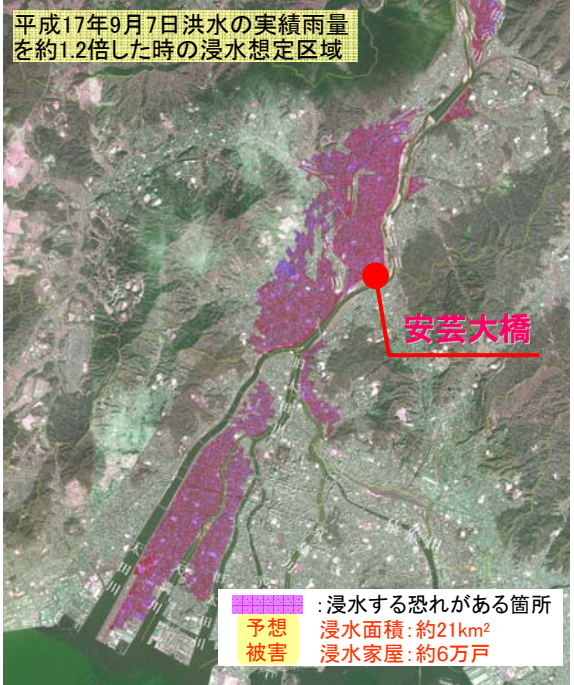 平成17年9月7日洪水の実績雨量
を約1.2倍した時の浸水想定区域
安芸大橋
太田川
:浸水する恐れがある箇所
予想 浸水面積:約21km²
被害 浸水家屋:約6万戸